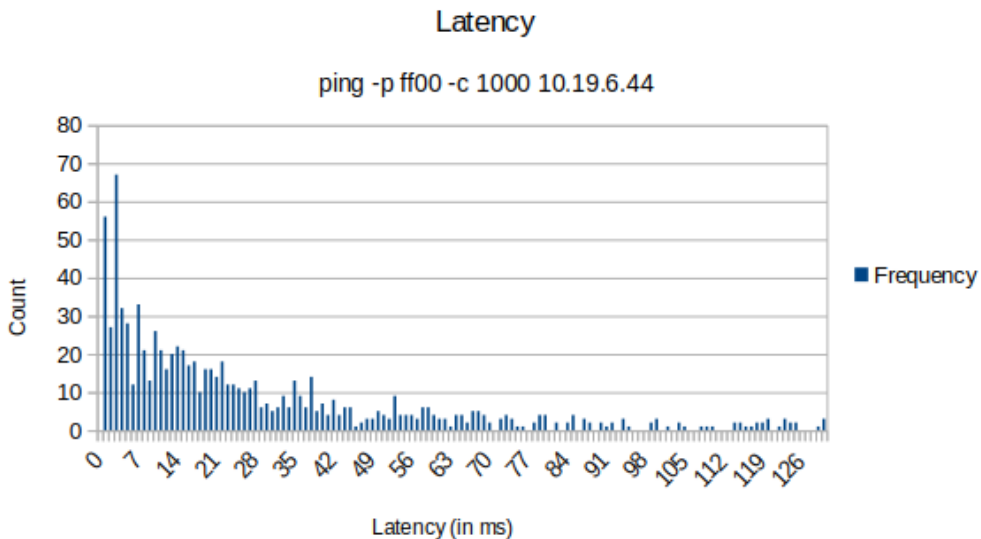 Latency
ping -p ff00 -c 1000 10.19.6.44
80
70
60
50
40
30
20
10
0
Count
Frequency
0 7 14 21 28 35 42 49 56 63 70 77 84 91 98 105 112 119 126
Latency (in ms)